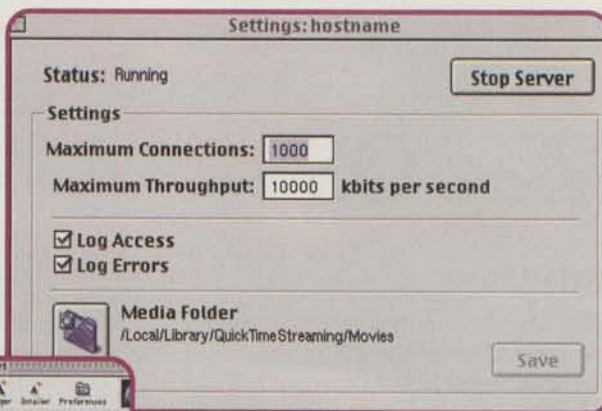 Settings: hostname
Status: Running
Stop Server
Settings
Maximum Connections: 1000
Maximum Throughput: 10000 kbits per second
Log Access
Log Errors
Media Folder
/Local/Library/QuickTimeStreaming/Movies
Save
Smaller Preferences